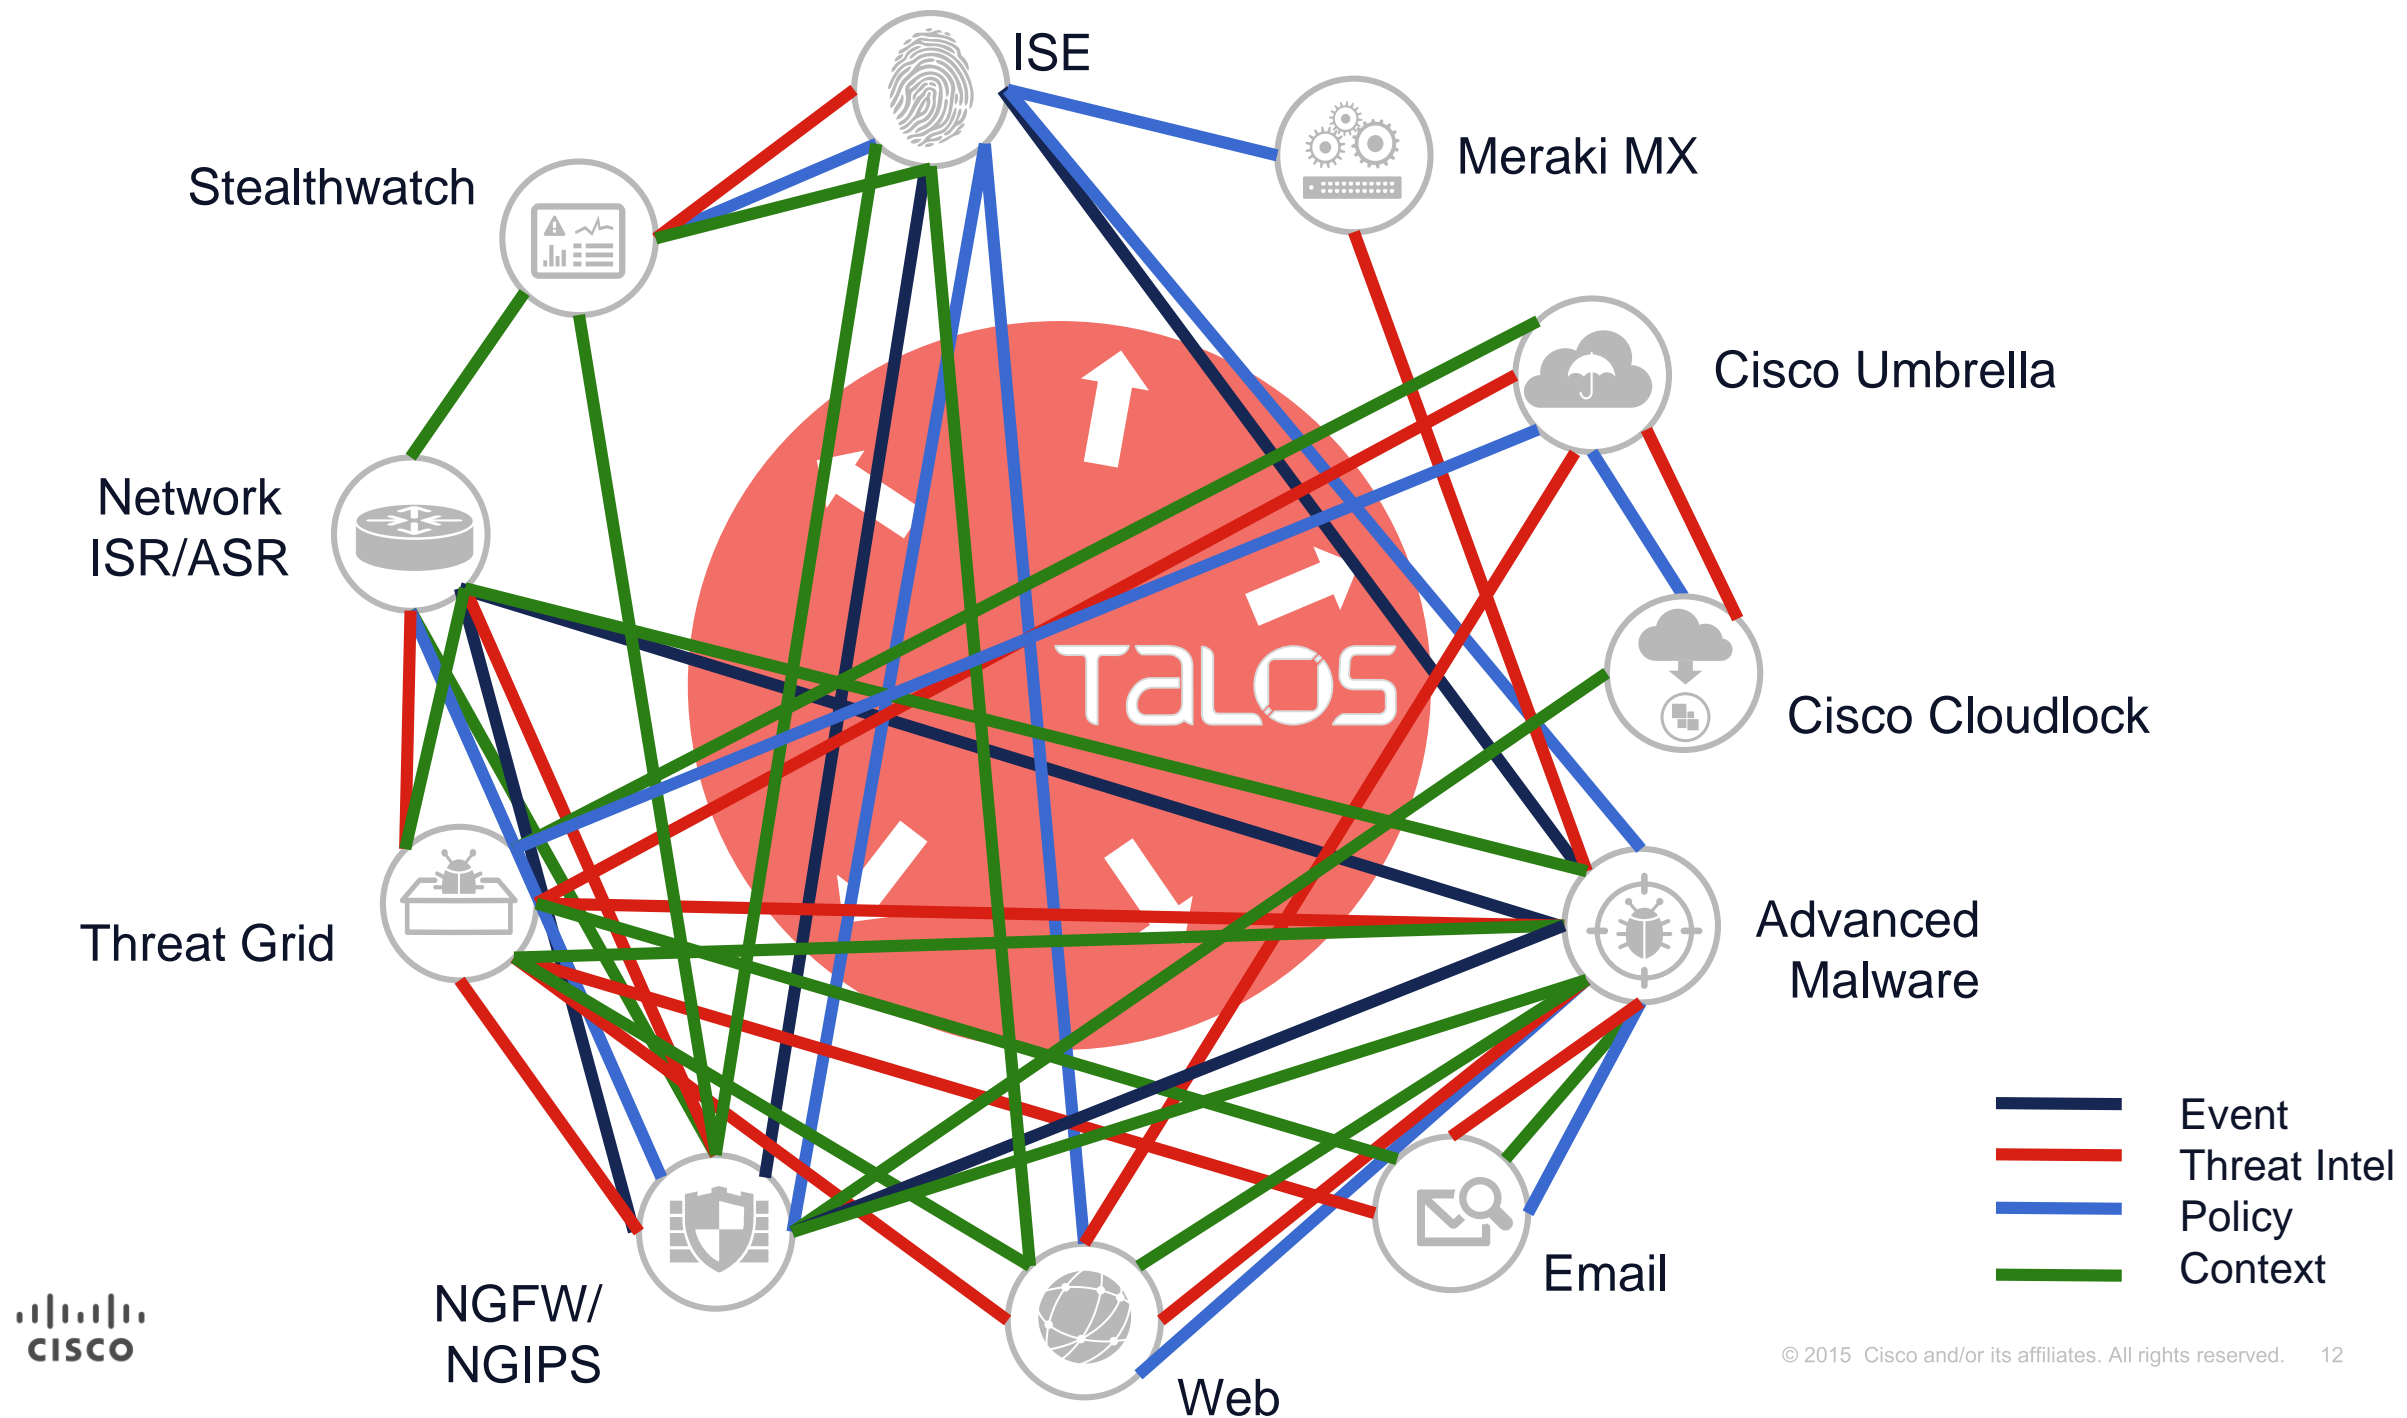 ISE
Meraki MX
Stealthwatch
Cisco Umbrella
Network
ISR/ASR
TALOS
Cisco Cloudlock
Threat Grid
Advanced
Malware
Event
Threat Intel
Policy
Context
Email
NGFW/
NGIPS
Web
CISCO
© 2015 Cisco and/or its affiliates. All rights reserved. 12